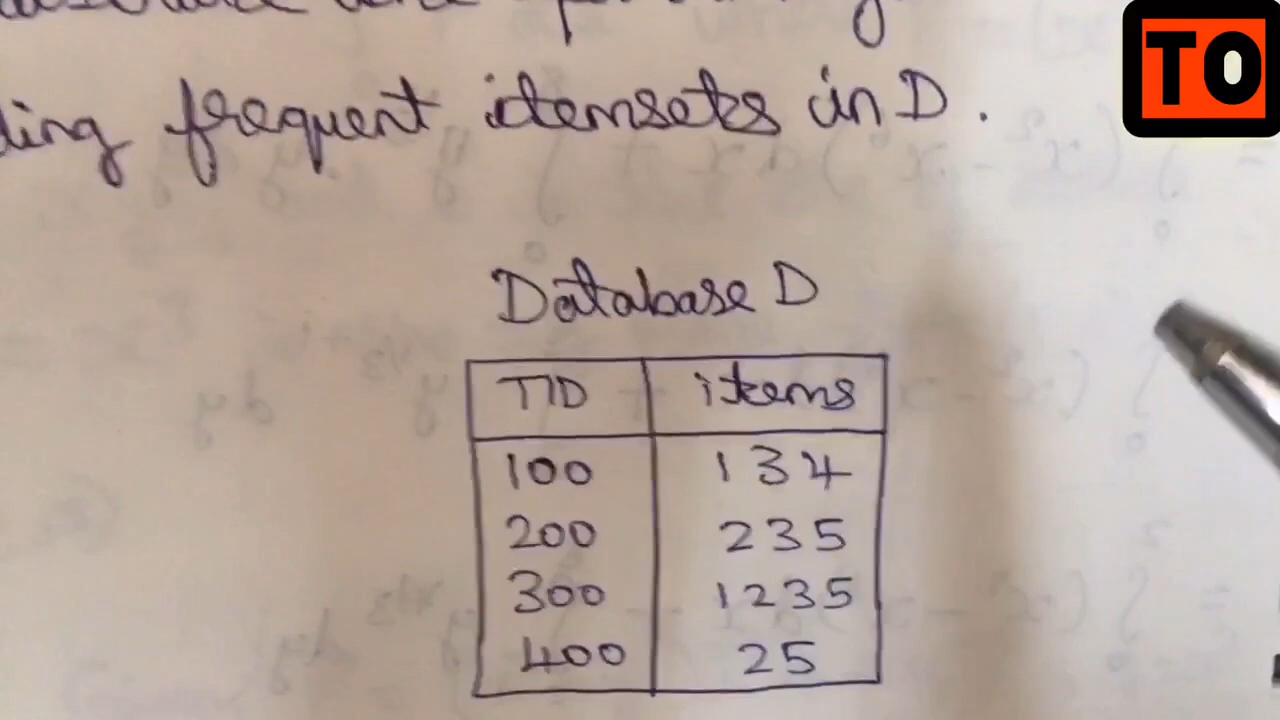 TO
frequent itemsets in D.
Database D
TID items
100 1 3 4
200 2 3 5
300 1 2 3 5
400 2 5